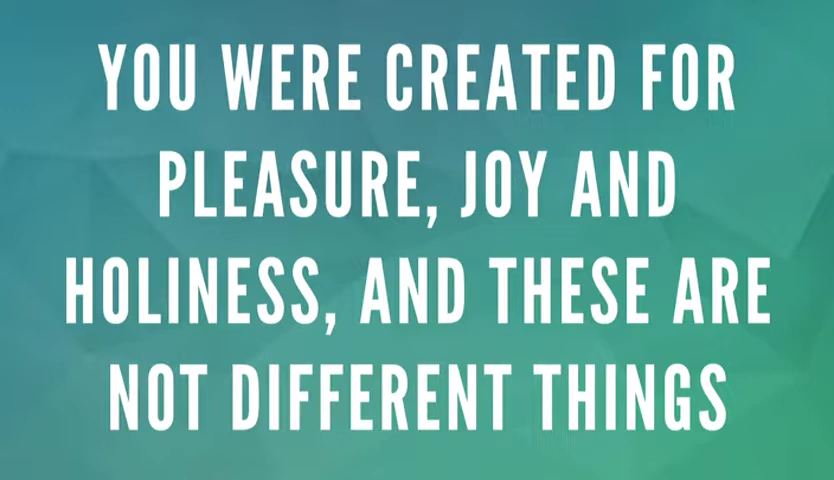 YOU WERE CREATED FOR
PLEASURE, JOY AND
HOLINESS, AND THESE ARE
NOT DIFFERENT THINGS